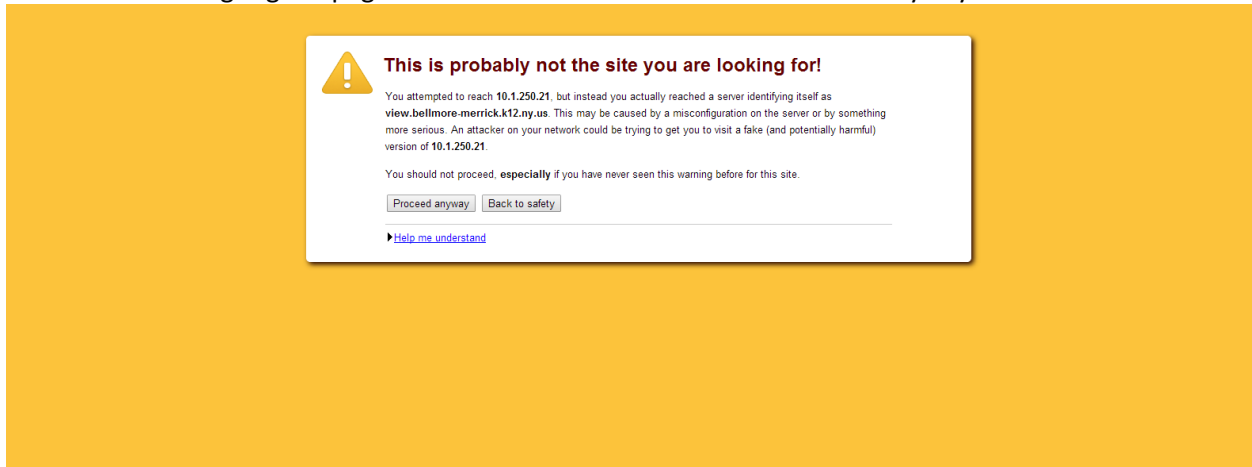 This is probably not the site you are looking for!
You attempted to reach 10.1.250.21, but instead you actually reached a server identifying itself as
view.bellmore-merrick.k12.ny.us. This may be caused by a misconfiguration on the server or by something
more serious. An attacker on your network could be trying to get you to visit a fake (and potentially harmful)
version of 10.1.250.21.
You should not proceed, especially if you have never seen this warning before for this site.
Proceed anyway Back to safety
Help me understand